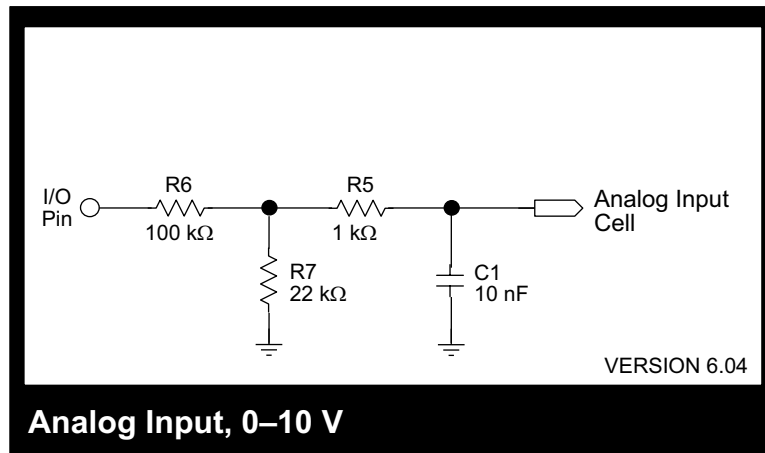 I/O
Pin
R6
100 kΩ
R5
1 kΩ
R7
22 kΩ
C1
10 nF
Analog Input
Cell
VERSION 6.04
Analog Input, 0–10 V